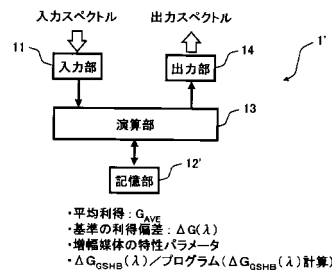 入力スペクトル 出力スペクトル
11 入力部 出力部 14 1'
演算部 13
記憶部 12'
・平均利得:G_AVE
・基準の利得偏差:ΔG(λ)
・増幅媒体の特性パラメータ
・ΔG_GSHB(λ)/プログラム(ΔG_GSHB(λ)計算)